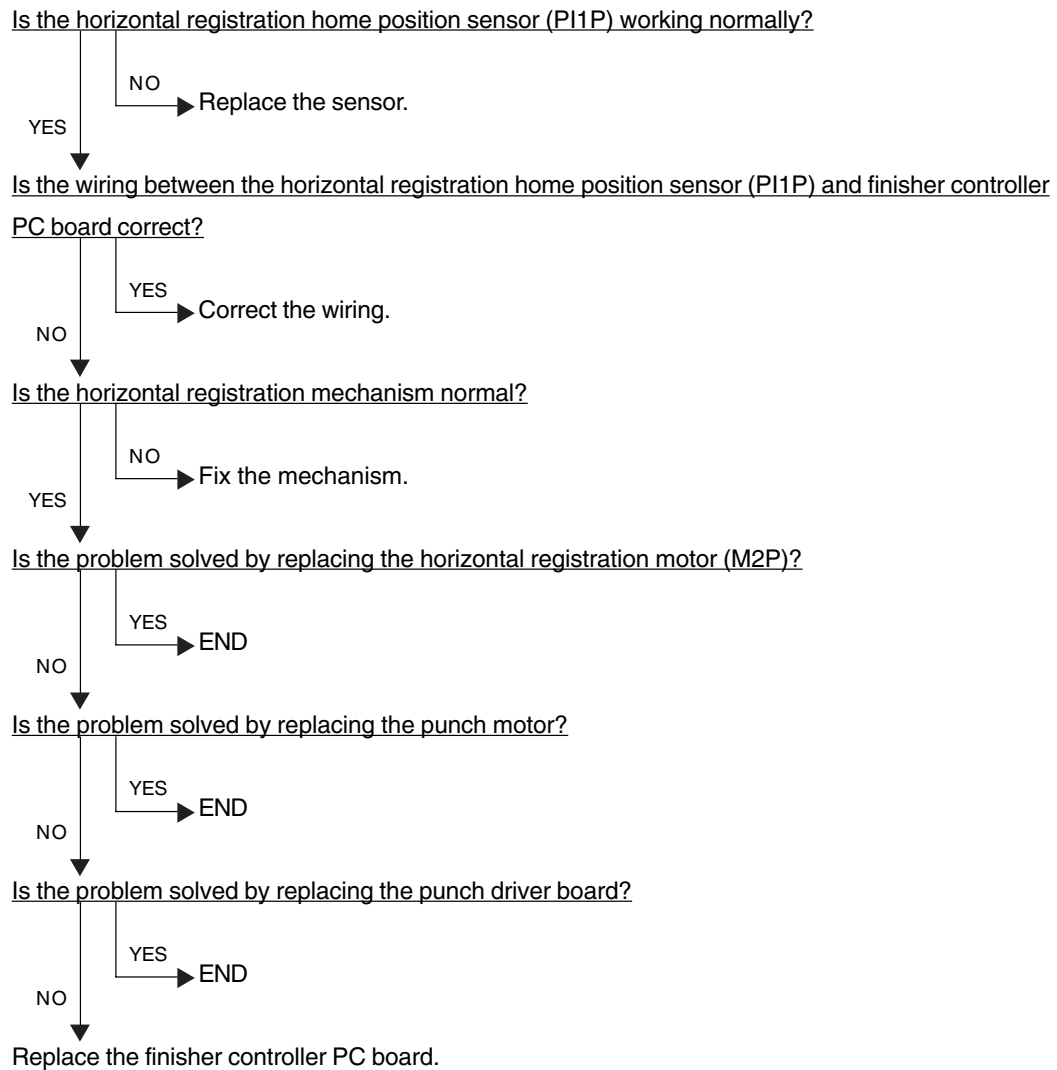 Is the horizontal registration home position sensor (PI1P) working normally?
NO
Replace the sensor.
YES
Is the wiring between the horizontal registration home position sensor (PI1P) and finisher controller
PC board correct?
YES
Correct the wiring.
NO
Is the horizontal registration mechanism normal?
NO
Fix the mechanism.
YES
Is the problem solved by replacing the horizontal registration motor (M2P)?
YES
END
NO
Is the problem solved by replacing the punch motor?
YES
END
NO
Is the problem solved by replacing the punch driver board?
YES
END
NO
Replace the finisher controller PC board.